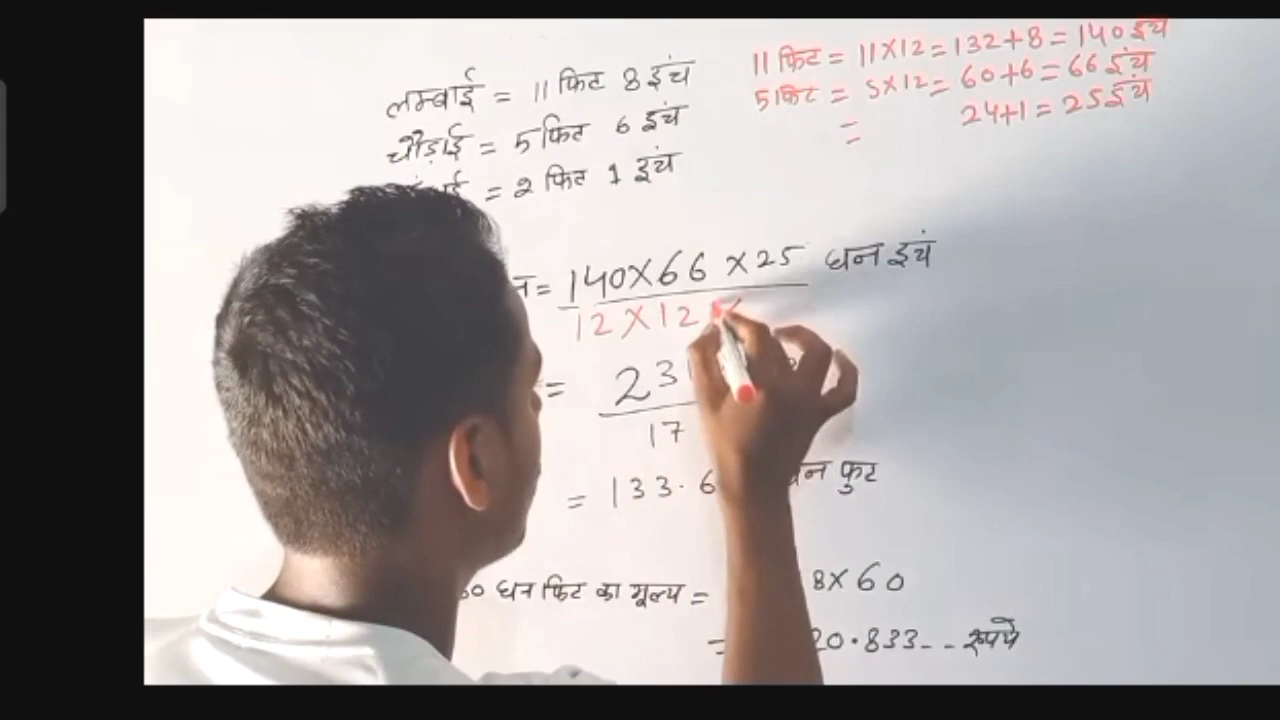 लम्बाई = 11 फिट 8 इंच
चौड़ाई = 5 फिट 6 इंच
= 2 फिट 1 इंच
11 फिट = 11 X 12 = 132 + 8 = 140 इंच
5 फिट = 5 X 12 = 60 + 6 = 66 इंच
= 24 + 1 = 25 इंच
= 140 X 66 X 25 घन इचं
12 X 12 X
= 231
17
= 133.6 घन फुट
घन फिट का मूल्य = 8 X 60
= 20.833-- रुपये